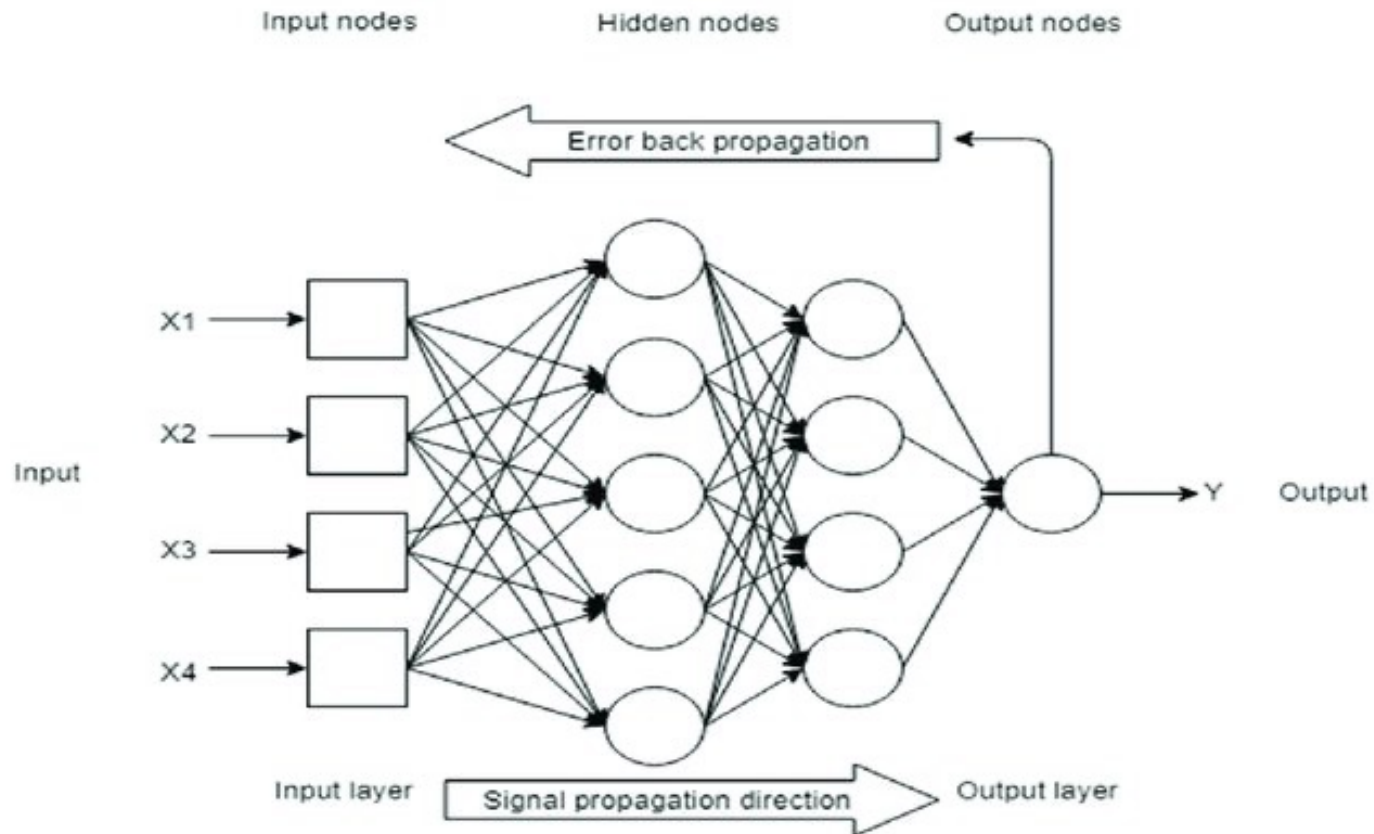 Input nodes
Hidden nodes
Output nodes
Error back propagation
X1
X2
Input
X3
X4
Y
Output
Input layer
Signal propagation direction
Output layer